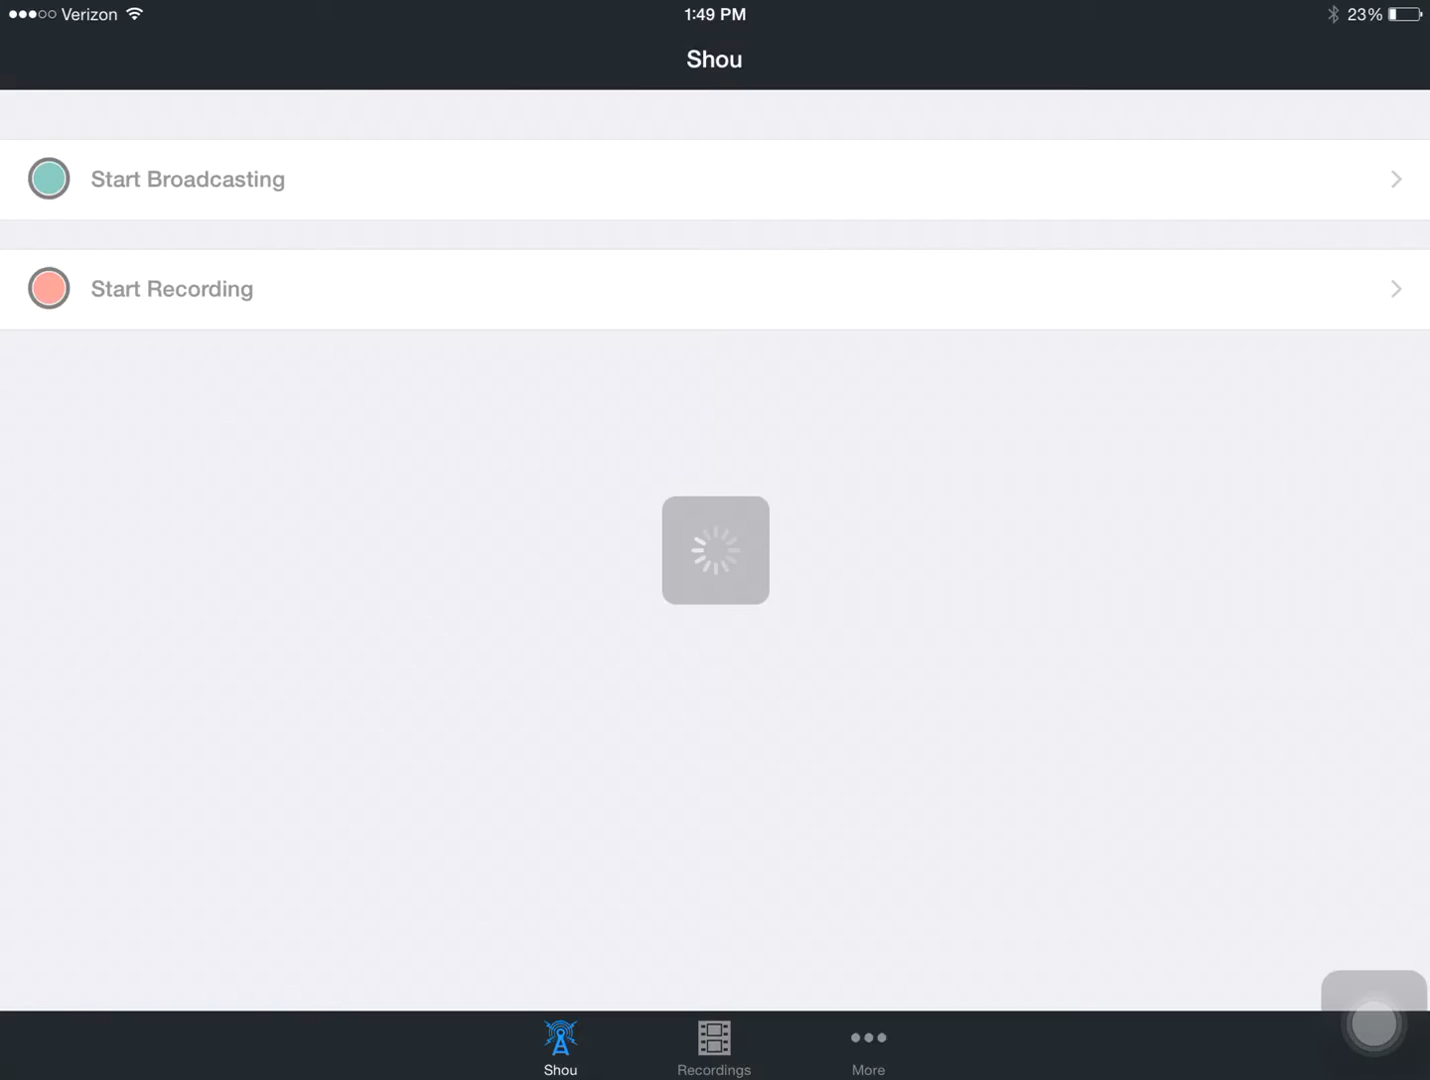 Verizon 1:49 PM 23%
Shou
Start Broadcasting
Start Recording
Shou Recordings More